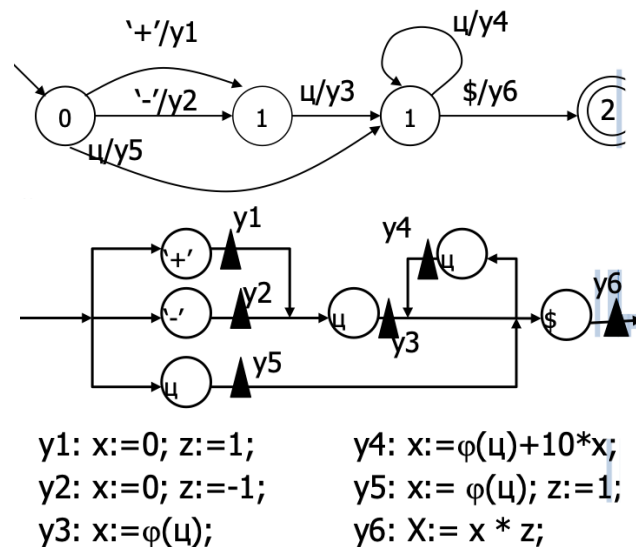 ц/y4
'+'/y1
'-'/y2 ц/y3 $/y6
0 1 1 2
ц/y5
y1 y4
'+' ц
y2 y6
'-' ц $
y3
y5
ц
y1: x:=0; z:=1; y4: x:=φ(ц)+10*x;
y2: x:=0; z:=-1; y5: x:= φ(ц); z:=1;
y3: x:=φ(ц); y6: X:= x * z;